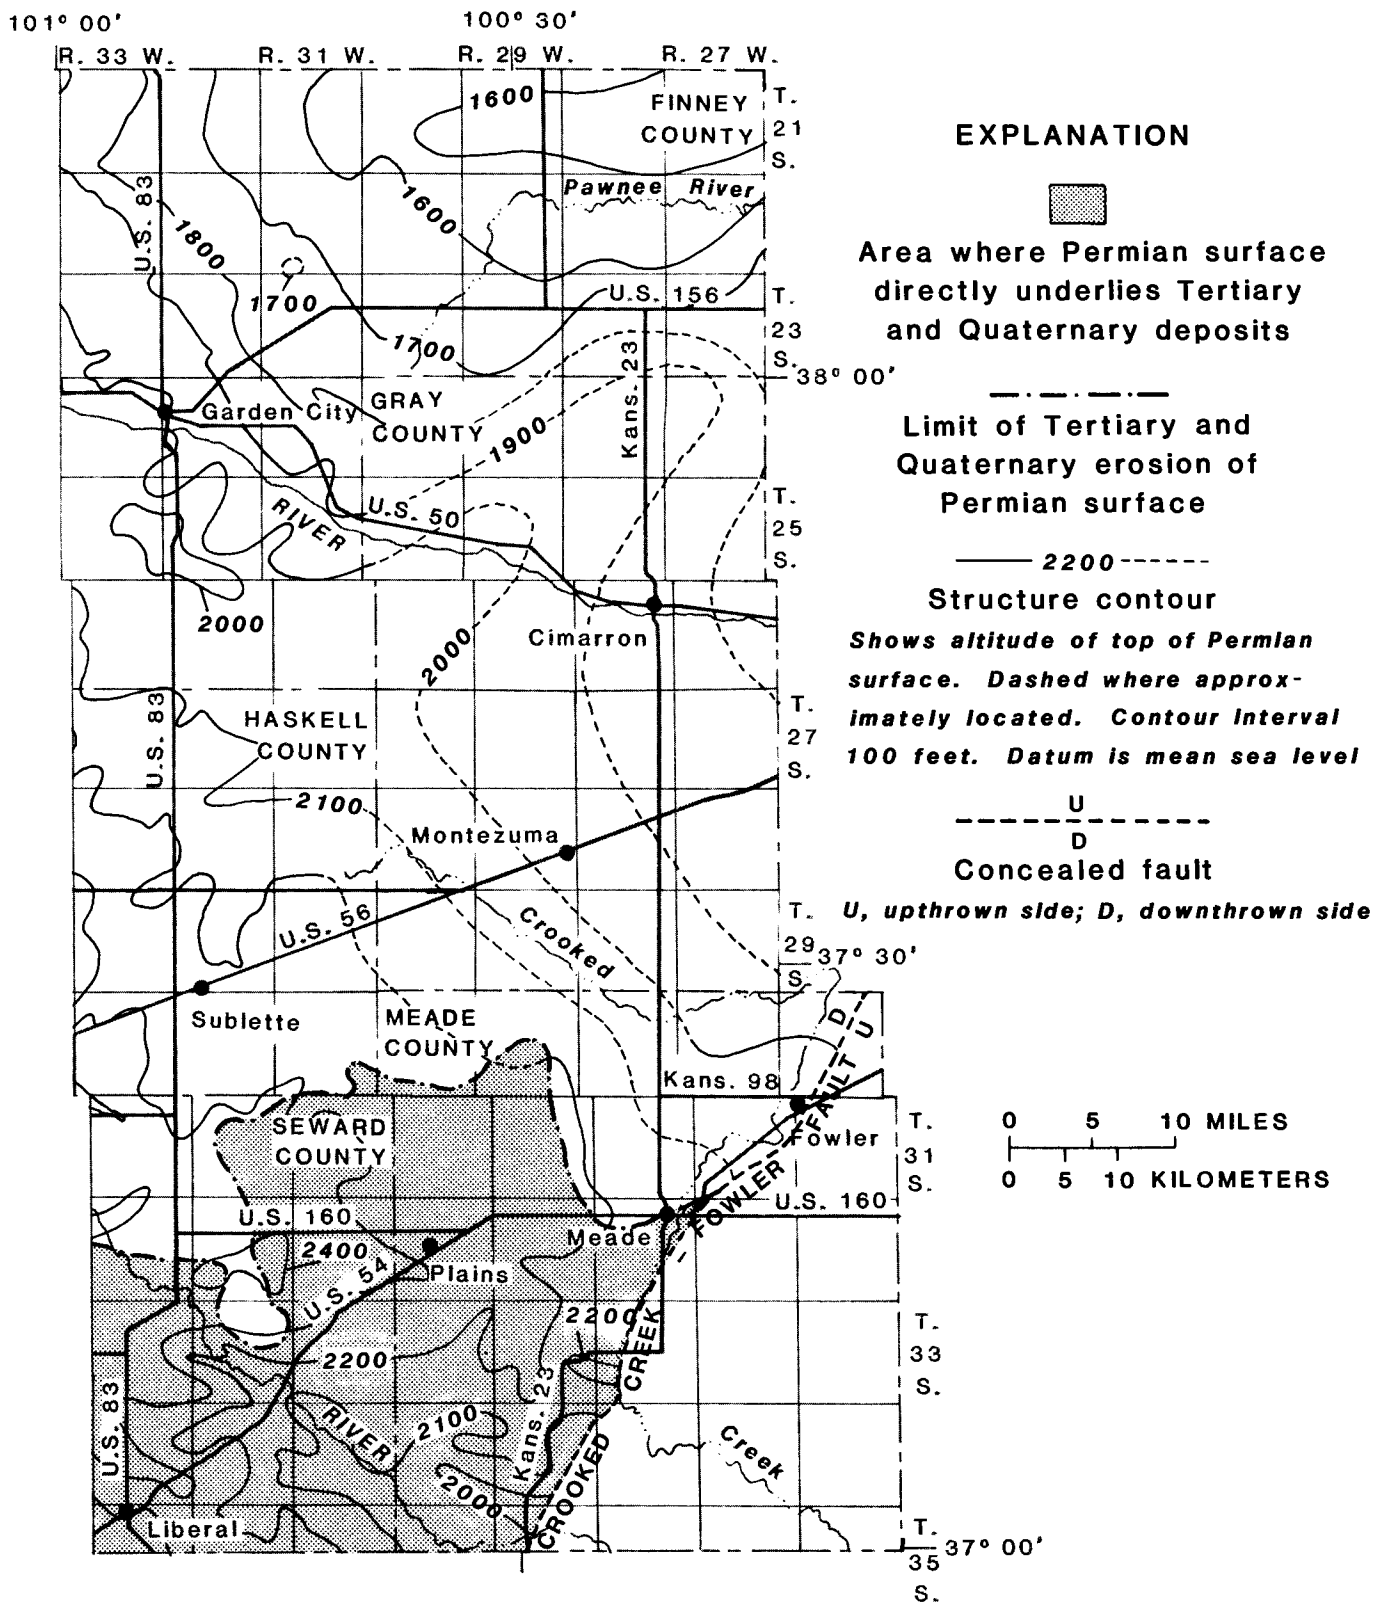 101° 00'
100° 30'
R. 33 W.
R. 31 W.
R. 29 W.
R. 27 W.
1600
FINNEY
COUNTY
T.
21
S.
Pawnee River
U.S. 83
1800
1600
1700
U.S. 156
T.
23
S.
1700
Kans. 23
38° 00'
Garden City
GRAY
COUNTY
1900
RIVER
U.S. 50
T.
25
S.
2000
Cimarron
2000
U.S. 83
HASKELL
COUNTY
T.
27
S.
2100
Montezuma
U.S. 56
Crooked
T.
29
S.
37° 30'
Sublette
MEADE
COUNTY
D
U
Kans. 98
FAULT
Fowler
SEWARD
COUNTY
T.
31
S.
FOWLER
U.S. 160
U.S. 160
Meade
2400
U.S. 54
Plains
2200
2200
CREEK
T.
33
S.
U.S. 83
RIVER
2100
Kans. 23
Creek
2000
CROOKED
Liberal
T.
35
S.
37° 00'
EXPLANATION
Area where Permian surface
directly underlies Tertiary
and Quaternary deposits
Limit of Tertiary and
Quaternary erosion of
Permian surface
2200
Structure contour
Shows altitude of top of Permian
surface. Dashed where approx-
imately located. Contour Interval
100 feet. Datum is mean sea level
U
D
Concealed fault
U, upthrown side; D, downthrown side
0 5 10 MILES
0 5 10 KILOMETERS